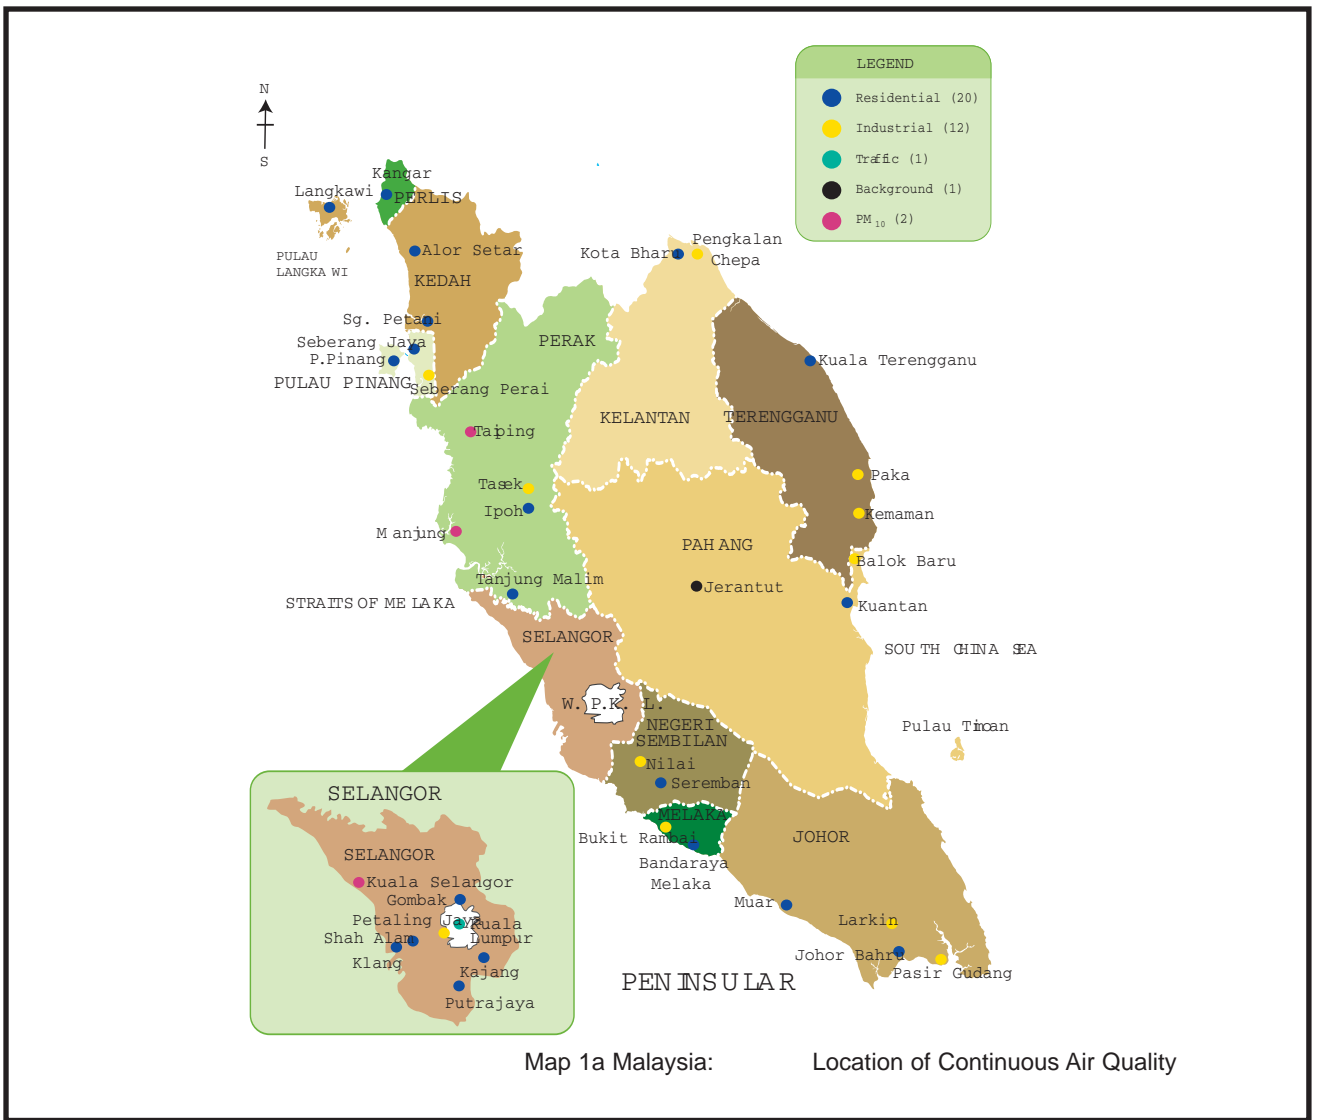 LEGEND
Residential (20)
Industrial (12)
Traffic (1)
Background (1)
PM10 (2)
N
S
Kangar
Langkawi
PERLIS
PULAU
LANGKAWI
Alor Setar
KEDAH
Sg. Petani
Seberang Jaya
P.Pinang
PULAU PINANG
Seberang Perai
Kota Bharu
Pengkalan
Chepa
PERAK
Kuala Terengganu
KELANTAN
TERENGGANU
Taiping
Tasek
Ipoh
Manjung
Paka
Kemaman
PAHANG
Balok Baru
Jerantut
Tanjung Malim
Kuantan
STRAITS OF MELAKA
SELANGOR
SOUTH CHINA SEA
W.P.K.L.
NEGERI
SEMBILAN
Pulau Tioman
Nilai
Seremban
MELAKA
Bukit Rambai
Bandaraya
Melaka
JOHOR
Muar
Larkin
Johor Bahru
Pasir Gudang
SELANGOR
SELANGOR
Kuala Selangor
Gombak
Petaling Jaya
Kuala
Lumpur
Shah Alam
Klang
Kajang
Putrajaya
PENINSULAR
Map 1a Malaysia: Location of Continuous Air Quality